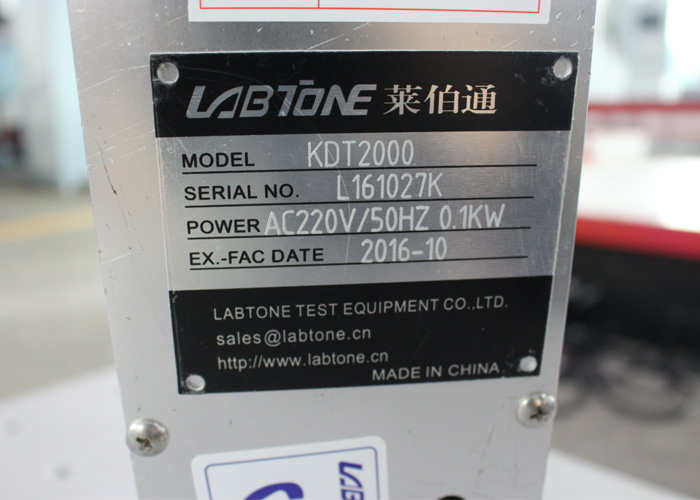 LABTONE 莱伯通
MODEL KDT2000
SERIAL NO. L161027K
POWER AC220V/50HZ 0.1KW
EX.-FAC DATE 2016-10
LABTONE TEST EQUIPMENT CO.,LTD.
sales@labtone.cn
http://www.labtone.cn
MADE IN CHINA